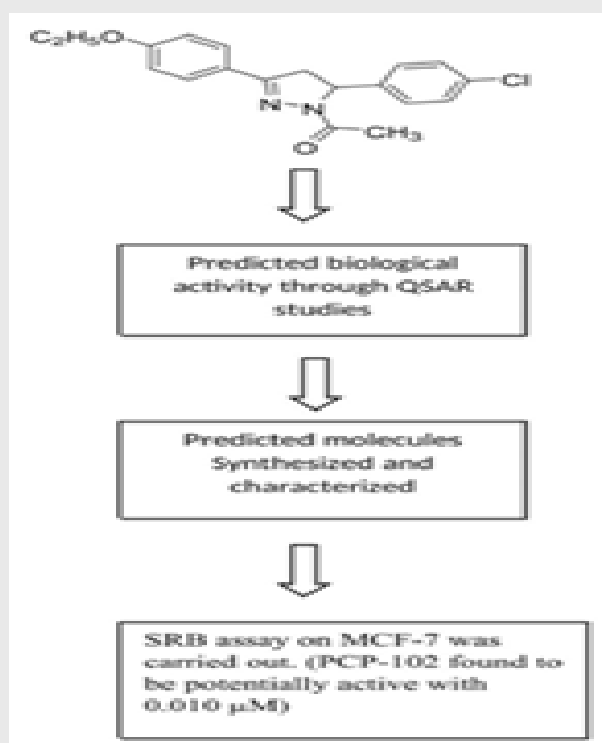 C₂H₅O
Cl
N
N
O
CH₃
Predicted biological
activity through QSAR
studies
Predicted molecules
Synthesized and
characterized
SRB assay on MCF-7 was
carried out. (PCP-102 found to
be potentially active with
0.010 µM)